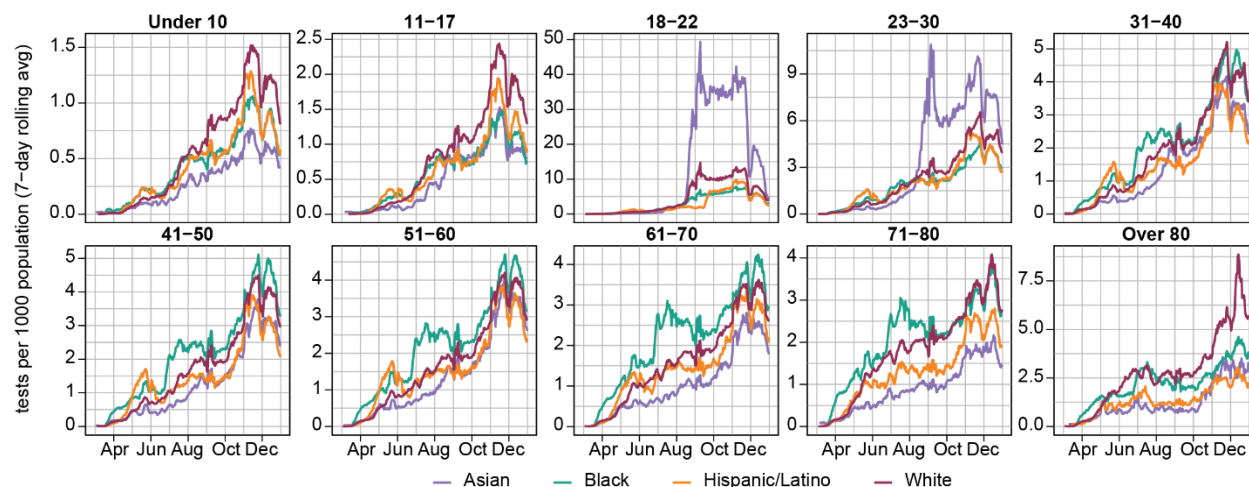 Under 10 11−17 18−22 23−30 31−40
1.5 2.5 50 9 5
2.0 40 4
1.0 1.5 30 6 3
1.0 20 2
0.5 0.5 10 3 1
0.0 0.0 0 0 0
41−50 51−60 61−70 71−80 Over 80
5 4 4 4 7.5
4 3 3 3 5.0
3 2 2 2 2.5
2 1 1 1
1
0 0 0 0 0.0
Apr Jun Aug Oct Dec Apr Jun Aug Oct Dec Apr Jun Aug Oct Dec Apr Jun Aug Oct Dec Apr Jun Aug Oct Dec
tests per 1000 population (7−day rolling avg)
Asian Black Hispanic/Latino White